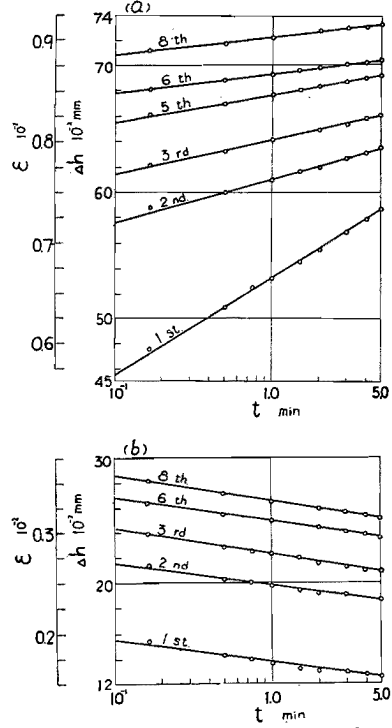 (a)
74
70
60
50
45
0.9
0.8
0.7
0.6
ε 10⁻¹
Δh 10⁻² mm
8 th
6 th
5 th
3 rd
2 nd.
1 st.
10⁻¹
1.0
5.0
t min
(b)
30
20
12
0.3
0.2
ε 10⁻²
Δh 10⁻³ mm
8 th
6 th
3 rd
2 nd
1 st.
10⁻¹
1.0
5.0
t min